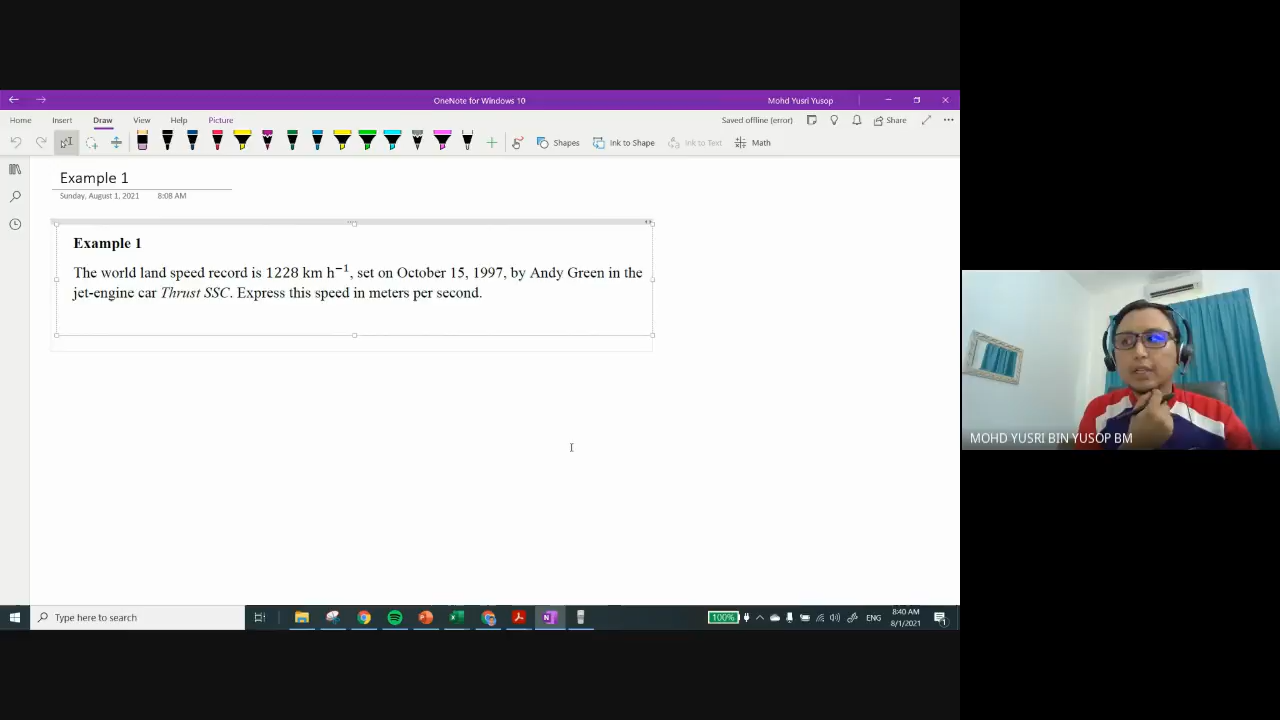 OneNote for Windows 10
Mohd Yusri Yusop
Home Insert Draw View Help Picture
Saved offline (error) Share
Shapes Ink to Shape Ink to Text Math
Example 1
Sunday, August 1, 2021 8:08 AM
Example 1
The world land speed record is 1228 km h⁻¹, set on October 15, 1997, by Andy Green in the
jet-engine car Thrust SSC. Express this speed in meters per second.
MOHD YUSRI BIN YUSOP BM
Type here to search
100%
ENG
8:40 AM
8/1/2021
1